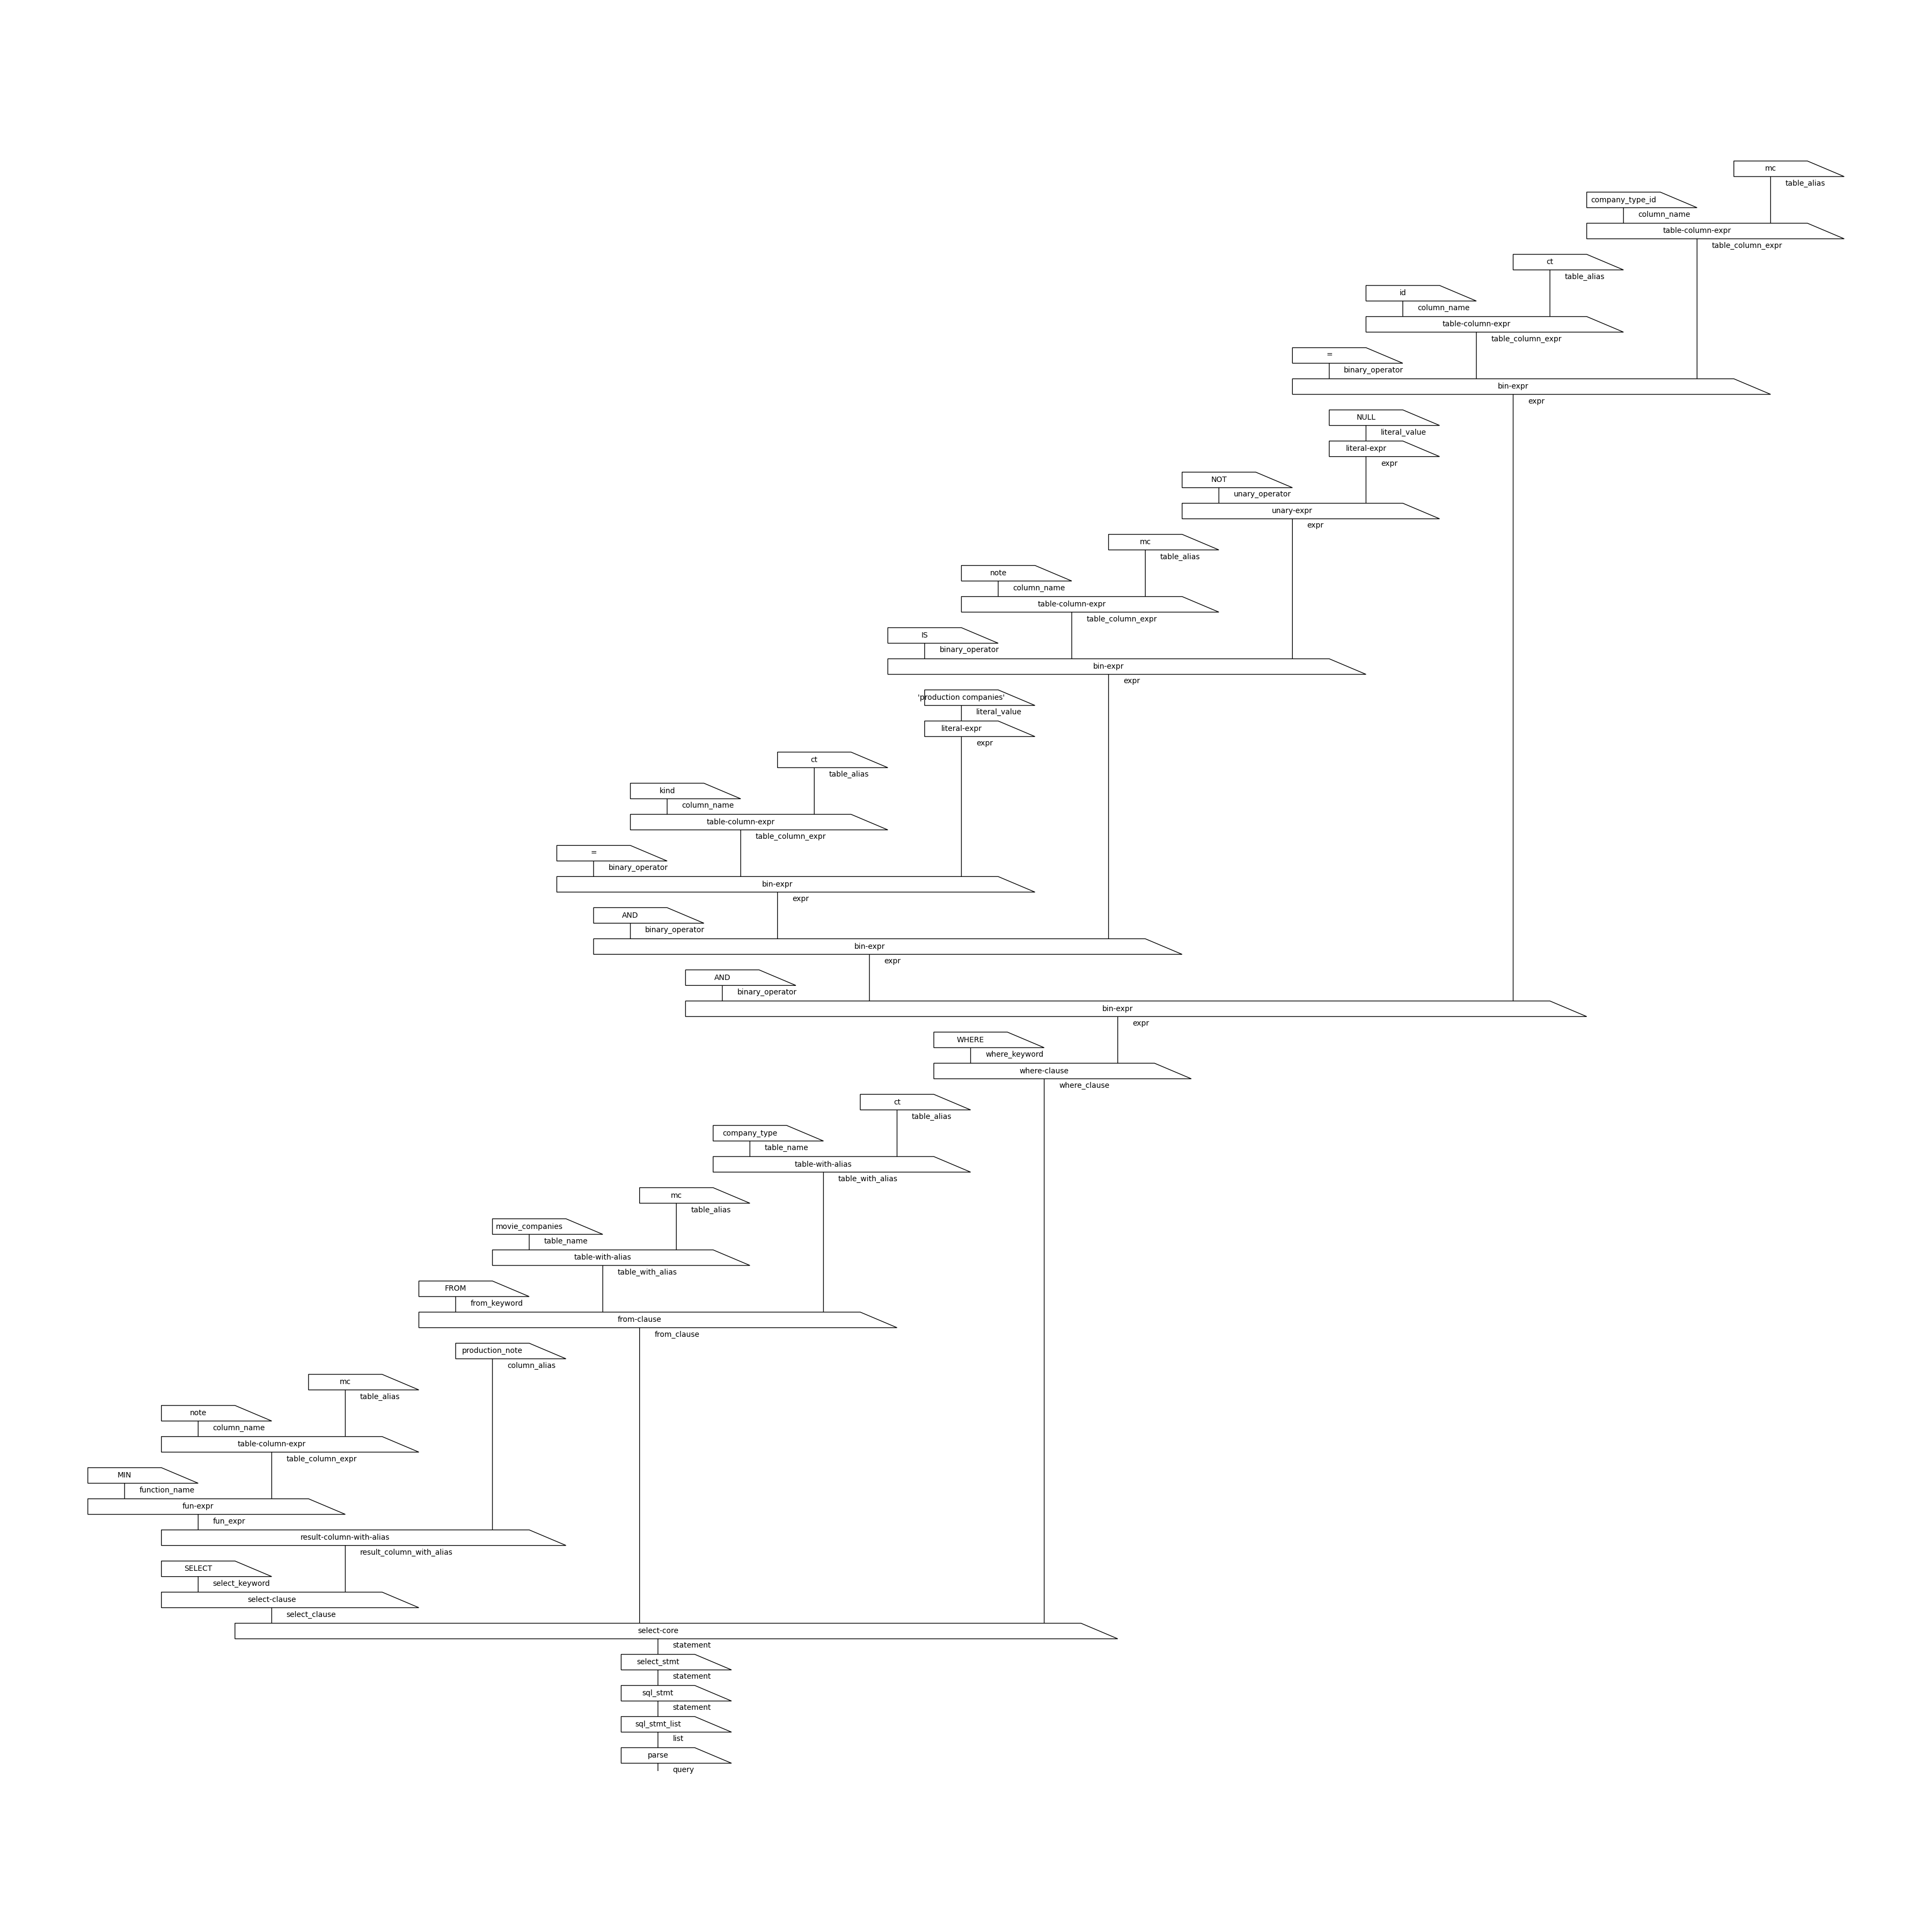 mc
table_alias
company_type_id
column_name
table-column-expr
table_column_expr
ct
table_alias
id
column_name
table-column-expr
table_column_expr
=
binary_operator
bin-expr
expr
NULL
literal_value
literal-expr
expr
NOT
unary_operator
unary-expr
expr
mc
table_alias
note
column_name
table-column-expr
table_column_expr
IS
binary_operator
bin-expr
expr
'production companies'
literal_value
literal-expr
expr
ct
table_alias
kind
column_name
table-column-expr
table_column_expr
=
binary_operator
bin-expr
expr
AND
binary_operator
bin-expr
expr
AND
binary_operator
bin-expr
expr
WHERE
where_keyword
where-clause
where_clause
ct
table_alias
company_type
table_name
table-with-alias
table_with_alias
mc
table_alias
movie_companies
table_name
table-with-alias
table_with_alias
FROM
from_keyword
from-clause
from_clause
production_note
column_alias
mc
table_alias
note
column_name
table-column-expr
table_column_expr
MIN
function_name
fun-expr
fun_expr
result-column-with-alias
result_column_with_alias
SELECT
select_keyword
select-clause
select_clause
select-core
statement
select_stmt
statement
sql_stmt
statement
sql_stmt_list
list
parse
query